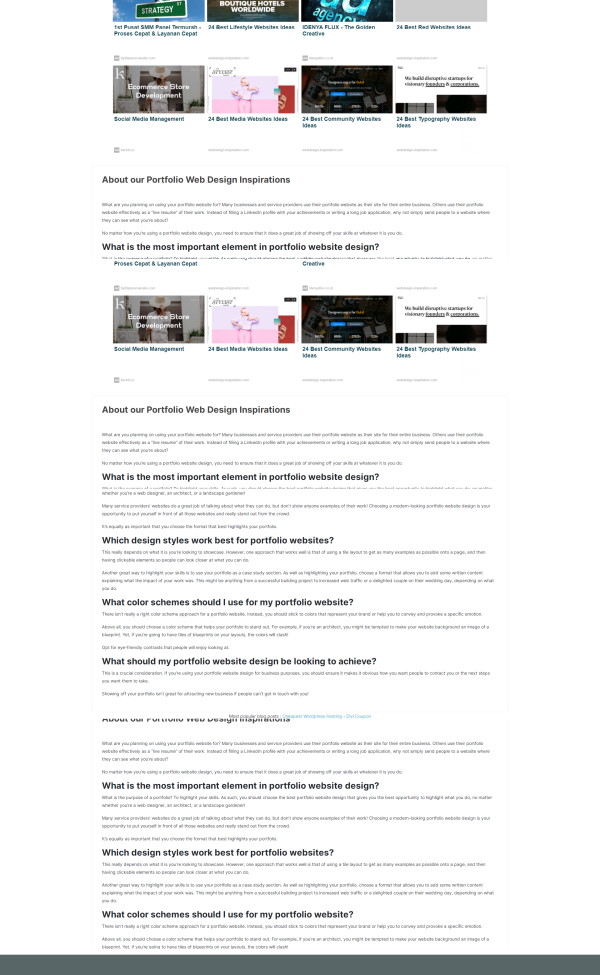 STRATEGY
BOUTIQUE HOTELS
WORLDWIDE
agency
1st Pusat SMM Panel Termurah -
Proses Cepat & Layanan Cepat
24 Best Lifestyle Websites Ideas
IDENYA FLUX - The Golden
Creative
24 Best Red Websites Ideas
Ecommerce Store
Development
We build disruptive startups for
visionary founders & corporations.
Social Media Management
24 Best Media Websites Ideas
24 Best Community Websites
Ideas
24 Best Typography Websites
Ideas
About our Portfolio Web Design Inspirations
What are you planning on using your portfolio website for? Many businesses and service providers use their portfolio website as their site for their entire business. Others use their portfolio
website effectively as a "live resume" of their work. Instead of filling a LinkedIn profile with your achievements or writing a long job application, why not simply send people to a website where
they can see what you're about?
No matter how you're using a portfolio website design, you need to ensure that it does a great job of showing off your skills at whatever it is you do.
What is the most important element in portfolio website design?
Proses Cepat & Layanan Cepat
Creative
Ecommerce Store
Development
We build disruptive startups for
visionary founders & corporations.
Social Media Management
24 Best Media Websites Ideas
24 Best Community Websites
Ideas
24 Best Typography Websites
Ideas
About our Portfolio Web Design Inspirations
What are you planning on using your portfolio website for? Many businesses and service providers use their portfolio website as their site for their entire business. Others use their portfolio
website effectively as a "live resume" of their work. Instead of filling a LinkedIn profile with your achievements or writing a long job application, why not simply send people to a website where
they can see what you're about?
No matter how you're using a portfolio website design, you need to ensure that it does a great job of showing off your skills at whatever it is you do.
What is the most important element in portfolio website design?
whether you're a web designer, an architect, or a landscape gardener!
Many service providers' websites do a great job of talking about what they can do, but don't show anyone examples of their work! Choosing a modern-looking portfolio website design is your
opportunity to put yourself in front of all those websites and really stand out from the crowd.
It's equally as important that you choose the format that best highlights your portfolio.
Which design styles work best for portfolio websites?
This really depends on what it is you're looking to showcase. However, one approach that works well is that of using a tile layout to get as many examples as possible onto a page, and then
having clickable elements so people can look closer at what you can do.
Another great way to highlight your skills is to use your portfolio as a case study section. As well as highlighting your portfolio, choose a format that allows you to add some written content
explaining what the impact of your work was. This might be anything from a successful building project to increased web traffic or a delighted couple on their wedding day, depending on what
you do.
What color schemes should I use for my portfolio website?
There isn't really a right color scheme approach for a portfolio website. Instead, you should stick to colors that represent your brand or help you to convey and provoke a specific emotion.
Above all, you should choose a color scheme that helps your portfolio to stand out. For example, if you're an architect, you might be tempted to make your website background an image of a
blueprint. Yet, if you're going to have tiles of blueprints on your layouts, the colors will clash!
Opt for eye-friendly contrasts that people will enjoy looking at.
What should my portfolio website design be looking to achieve?
This is a crucial consideration. If you're using your portfolio website design for business purposes, you should ensure it makes it obvious how you want people to contact you or the next steps
you want them to take.
Showing off your portfolio isn't great for attracting new business if people can't get in touch with you!
Most popular blog posts : Cheapest Wordpress Hosting - Divi Coupon
About our Portfolio Web Design Inspirations
What are you planning on using your portfolio website for? Many businesses and service providers use their portfolio website as their site for their entire business. Others use their portfolio
website effectively as a "live resume" of their work. Instead of filling a LinkedIn profile with your achievements or writing a long job application, why not simply send people to a website where
they can see what you're about?
No matter how you're using a portfolio website design, you need to ensure that it does a great job of showing off your skills at whatever it is you do.
What is the most important element in portfolio website design?
What is the purpose of a portfolio? To highlight your skills. As such, you should choose the best portfolio website design that gives you the best opportunity to highlight what you do, no matter
whether you're a web designer, an architect, or a landscape gardener!
Many service providers' websites do a great job of talking about what they can do, but don't show anyone examples of their work! Choosing a modern-looking portfolio website design is your
opportunity to put yourself in front of all those websites and really stand out from the crowd.
It's equally as important that you choose the format that best highlights your portfolio.
Which design styles work best for portfolio websites?
This really depends on what it is you're looking to showcase. However, one approach that works well is that of using a tile layout to get as many examples as possible onto a page, and then
having clickable elements so people can look closer at what you can do.
Another great way to highlight your skills is to use your portfolio as a case study section. As well as highlighting your portfolio, choose a format that allows you to add some written content
explaining what the impact of your work was. This might be anything from a successful building project to increased web traffic or a delighted couple on their wedding day, depending on what
you do.
What color schemes should I use for my portfolio website?
There isn't really a right color scheme approach for a portfolio website. Instead, you should stick to colors that represent your brand or help you to convey and provoke a specific emotion.
Above all, you should choose a color scheme that helps your portfolio to stand out. For example, if you're an architect, you might be tempted to make your website background an image of a
blueprint. Yet, if you're going to have tiles of blueprints on your layouts, the colors will clash!